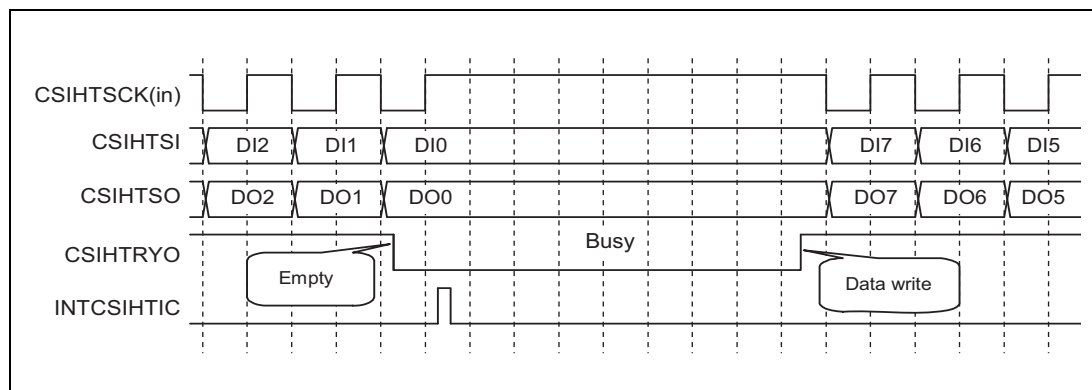 CSIHTSCK(in)
CSIHTSI DI2 DI1 DI0 DI7 DI6 DI5
CSIHTSO DO2 DO1 DO0 DO7 DO6 DO5
CSIHTRYO Busy
Empty Data write
INTCSIHTIC